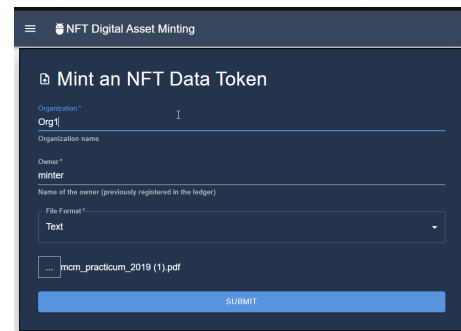 NFT Digital Asset Minting
Mint an NFT Data Token
Organization *
Org1
Organization name
Owner *
minter
Name of the owner (previously registered in the ledger)
File Format *
Text
... mcm_practicum_2019 (1).pdf
SUBMIT